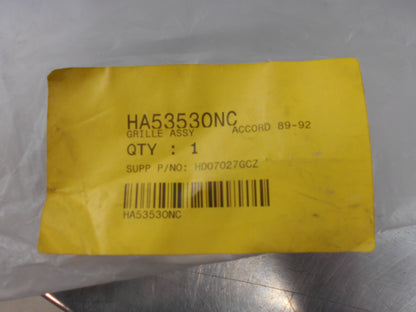 HA53530NC
GRILLE ASSY ACCORD 89-92
QTY : 1
SUPP P/NO: HD07027GCZ
HA53530NC